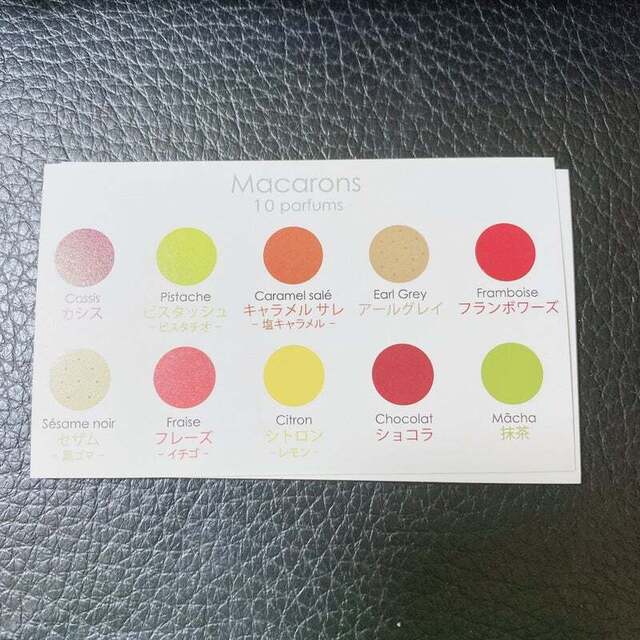 Macarons
10 parfums
Cassis
カシス
Pistache
ピスタッシュ
- ピスタチオ -
Caramel salé
キャラメル サレ
- 塩キャラメル -
Earl Grey
アールグレイ
Framboise
フランボワーズ
Sésame noir
セザム
- 黒ゴマ -
Fraise
フレーズ
- イチゴ -
Citron
シトロン
- レモン -
Chocolat
ショコラ
Mācha
抹茶